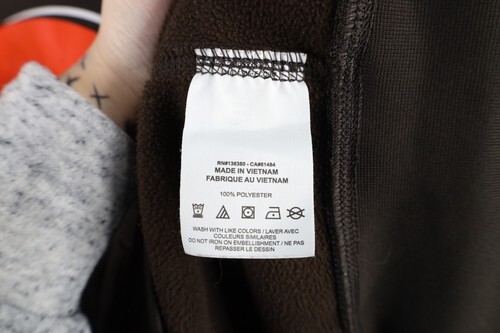 RN#138380 - CA#61494
MADE IN VIETNAM
FABRIQUE AU VIETNAM
100% POLYESTER
WASH WITH LIKE COLORS / LAVER AVEC
COULEURS SIMILAIRES
DO NOT IRON ON EMBELLISHMENT / NE PAS
REPASSER LE DESSIN